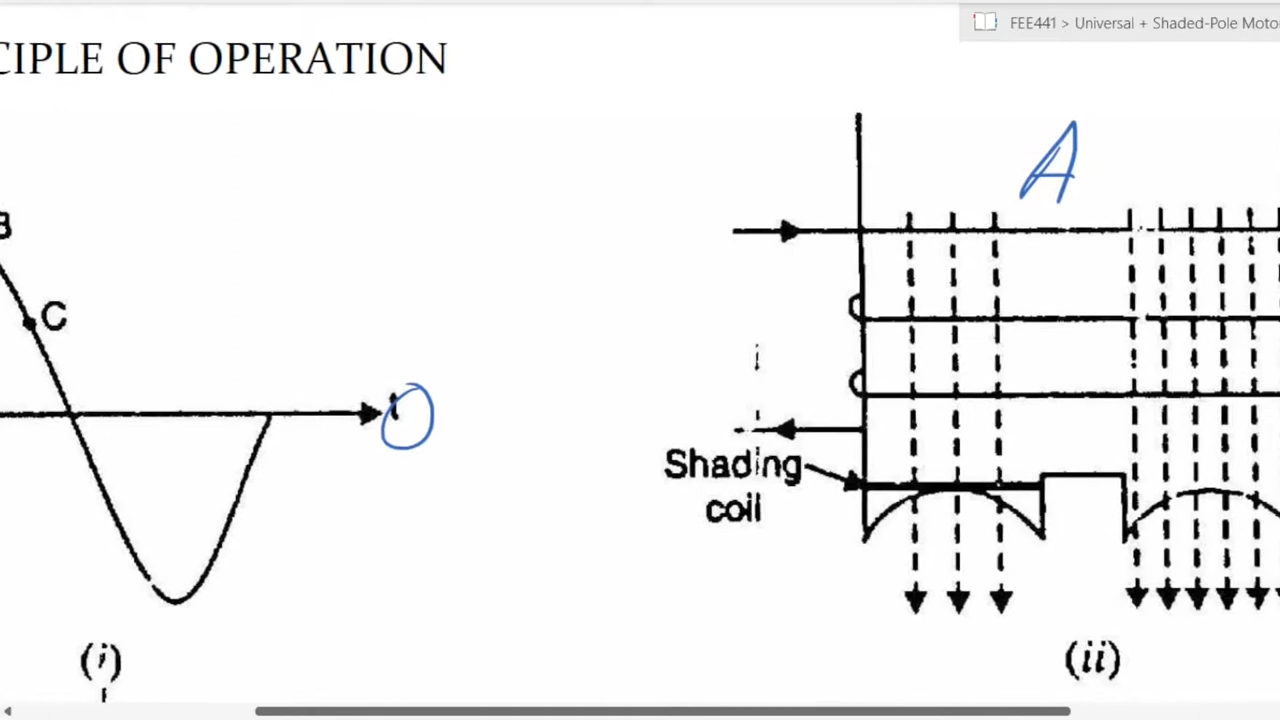 FEE441 > Universal + Shaded-Pole Moto
CIPLE OF OPERATION
A
B
C
t
Shading
coil
(i)
(ii)